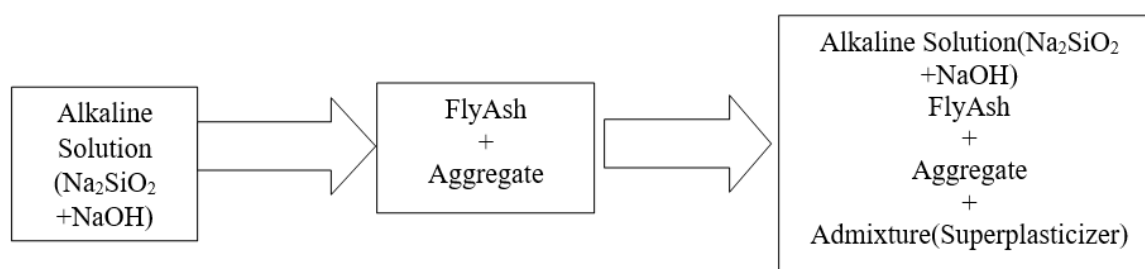 Alkaline
Solution
(Na₂SiO₂
+NaOH)
FlyAsh
+
Aggregate
Alkaline Solution(Na₂SiO₂
+NaOH)
FlyAsh
+
Aggregate
+
Admixture(Superplasticizer)